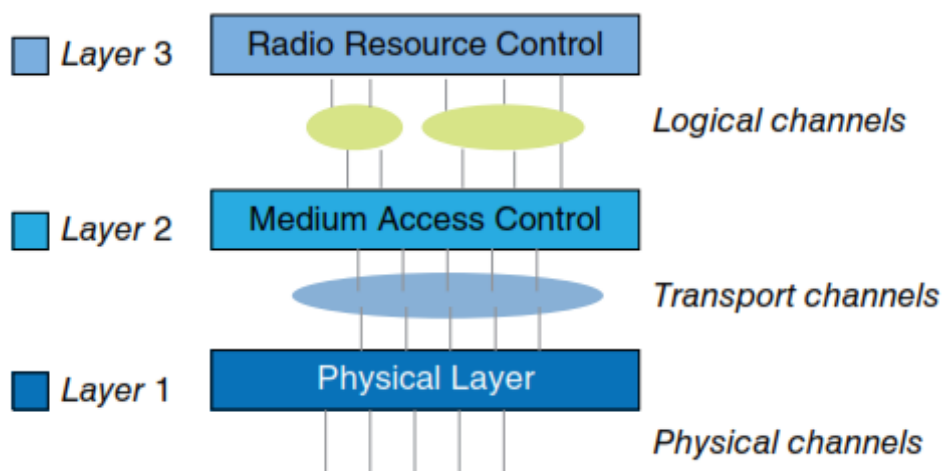 Layer 3
Radio Resource Control
Logical channels
Layer 2
Medium Access Control
Transport channels
Layer 1
Physical Layer
Physical channels